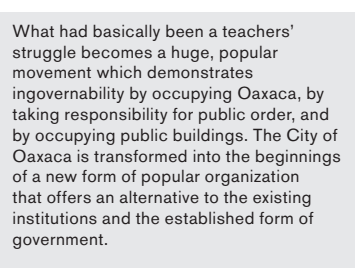 What had basically been a teachers’
struggle becomes a huge, popular
movement which demonstrates
ingovernability by occupying Oaxaca, by
taking responsibility for public order, and
by occupying public buildings. The City of
Oaxaca is transformed into the beginnings
of a new form of popular organization
that offers an alternative to the existing
institutions and the established form of
government.